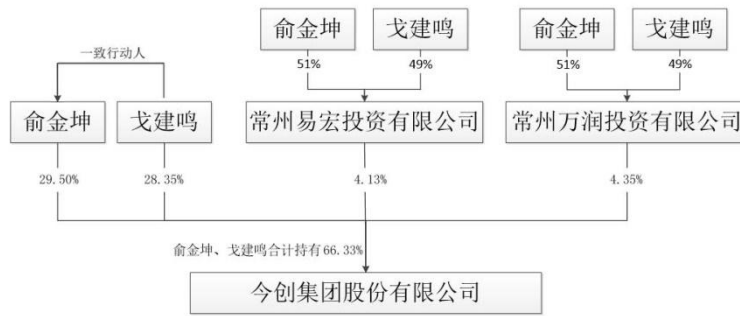 俞金坤 戈建鸣 俞金坤 戈建鸣
51% 49% 51% 49%
一致行动人
俞金坤 戈建鸣 常州易宏投资有限公司 常州万润投资有限公司
29.50% 28.35% 4.13% 4.35%
俞金坤、戈建鸣合计持有66.33%
今创集团股份有限公司